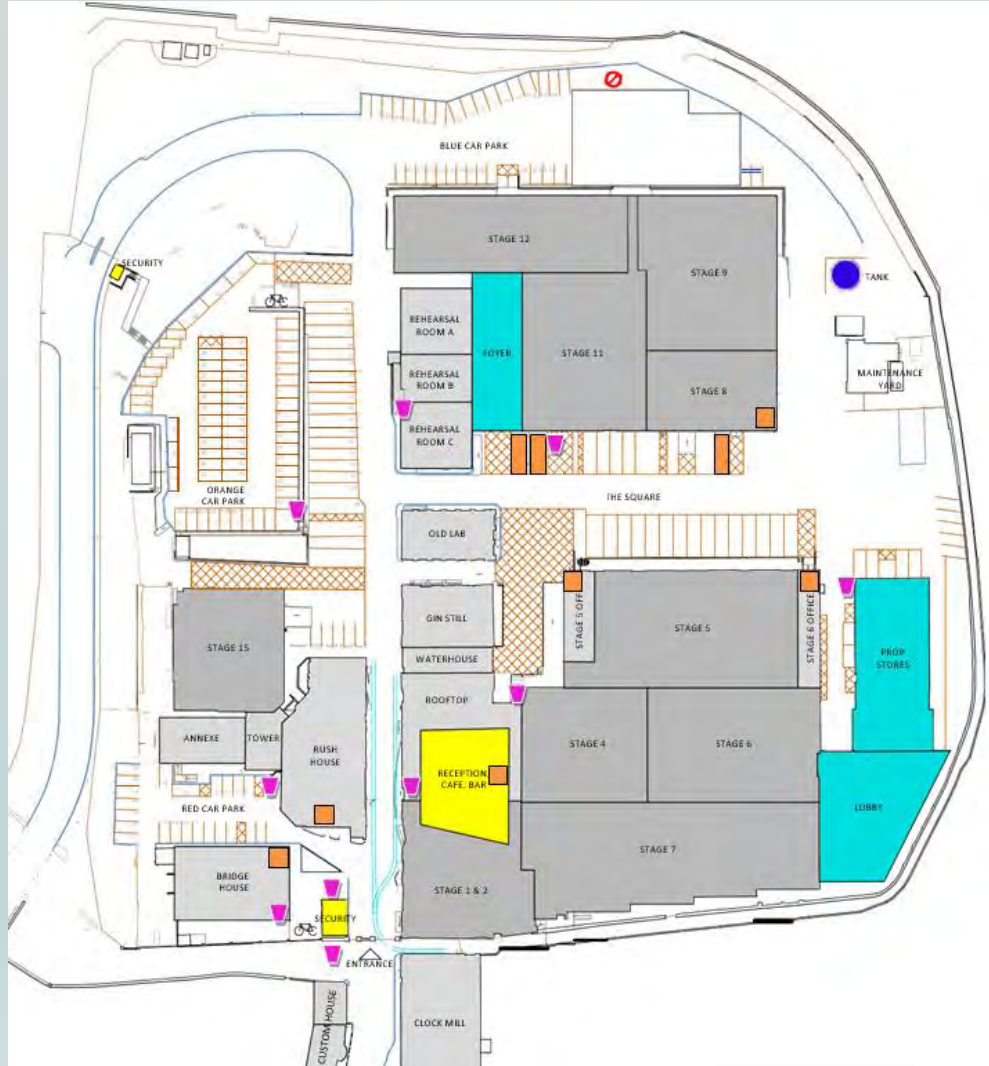 BLUE CAR PARK
STAGE 12
STAGE 9
SECURITY
TANK
REHEARSAL
ROOM A
FOYER
STAGE 11
REHEARSAL
ROOM B
STAGE 8
MAINTENANCE
YARD
REHEARSAL
ROOM C
ORANGE
CAR PARK
THE SQUARE
OLD LAB
GIN STILL
STAGE 5 OFF
STAGE 5
STAGE 6 OFFICE
STAGE 15
WATERHOUSE
PROP
STORES
ROOFTOP
ANNEXE
TOWER
RUSH
HOUSE
STAGE 4
STAGE 6
RECEPTION
CAFE, BAR
RED CAR PARK
LOBBY
STAGE 7
BRIDGE
HOUSE
STAGE 1 & 2
SECURITY
ENTRANCE
CUSTOM HOUSE
CLOCK MILL